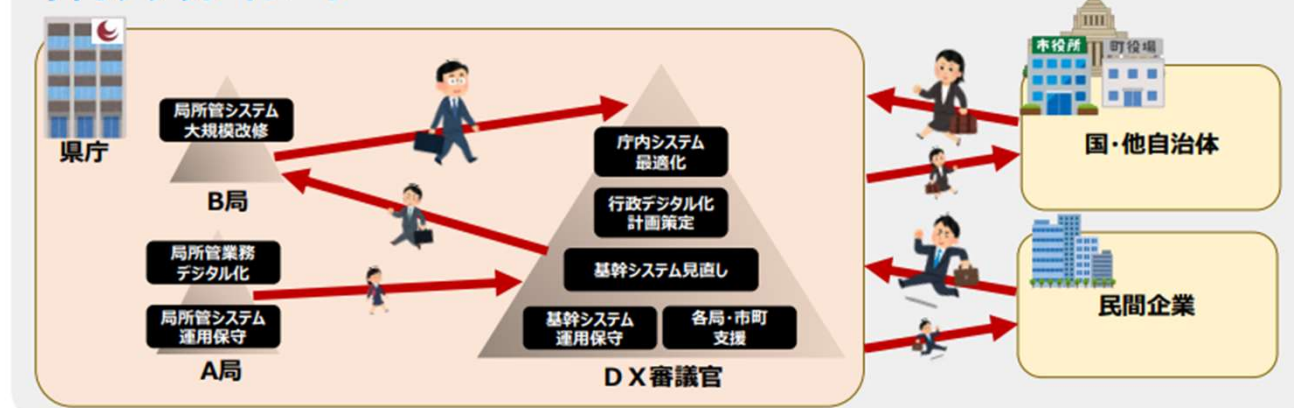 県庁
局所管システム
大規模改修
B局
局所管業務
デジタル化
局所管システム
運用保守
A局
庁内システム
最適化
行政デジタル化
計画策定
基幹システム見直し
基幹システム
運用保守
各局・市町
支援
ＤＸ審議官
市役所
町役場
国・他自治体
民間企業